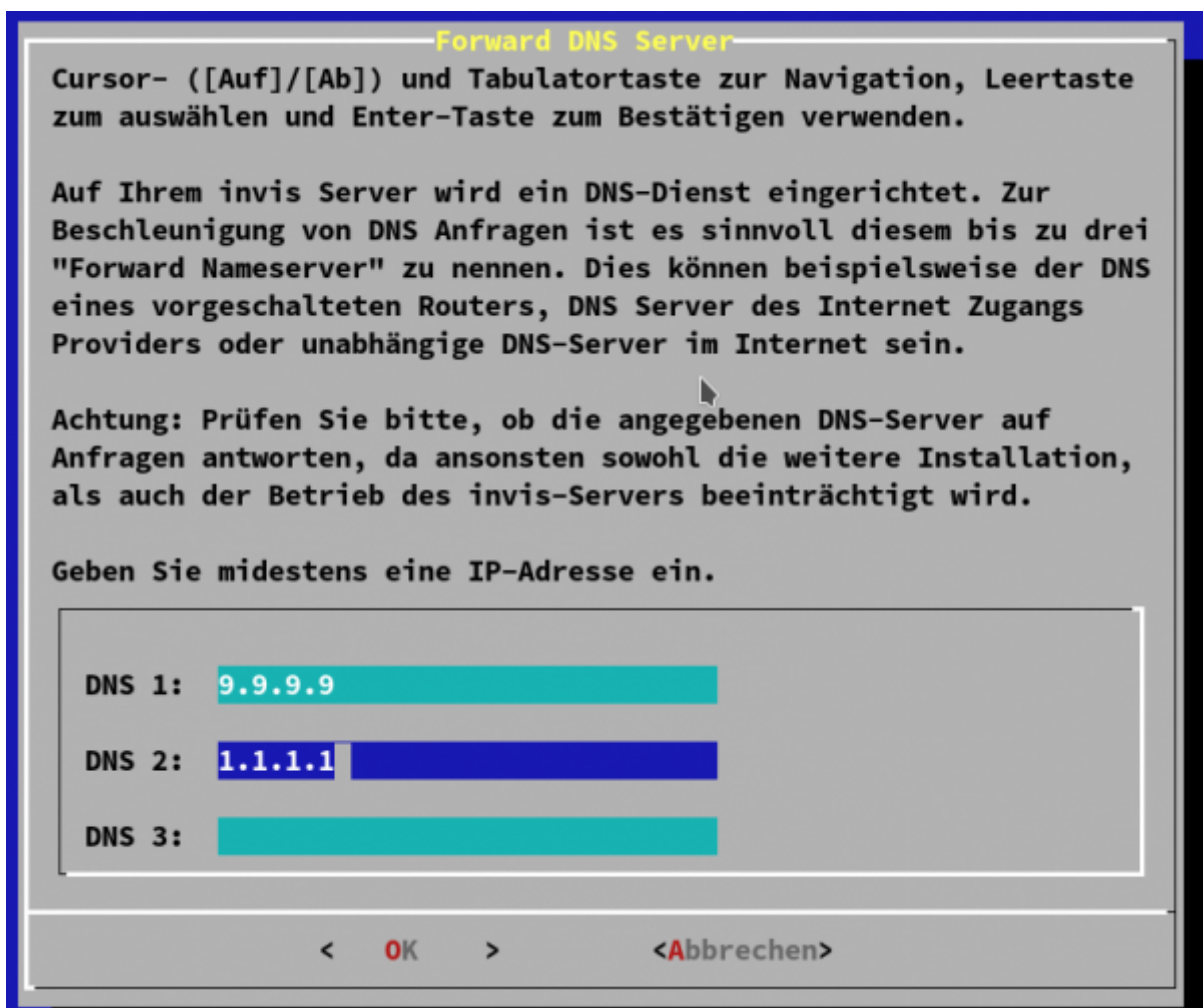 Forward DNS Server
Cursor- ([Auf]/[Ab]) und Tabulatortaste zur Navigation, Leertaste
zum auswählen und Enter-Taste zum Bestätigen verwenden.
Auf Ihrem invis Server wird ein DNS-Dienst eingerichtet. Zur
Beschleunigung von DNS Anfragen ist es sinnvoll diesem bis zu drei
"Forward Nameserver" zu nennen. Dies können beispielsweise der DNS
eines vorgeschalteten Routers, DNS Server des Internet Zugangs
Providers oder unabhängige DNS-Server im Internet sein.
Achtung: Prüfen Sie bitte, ob die angegebenen DNS-Server auf
Anfragen antworten, da ansonsten sowohl die weitere Installation,
als auch der Betrieb des invis-Servers beeinträchtigt wird.
Geben Sie midestens eine IP-Adresse ein.
DNS 1: 9.9.9.9
DNS 2: 1.1.1.1
DNS 3:
< OK > <Abbrechen>